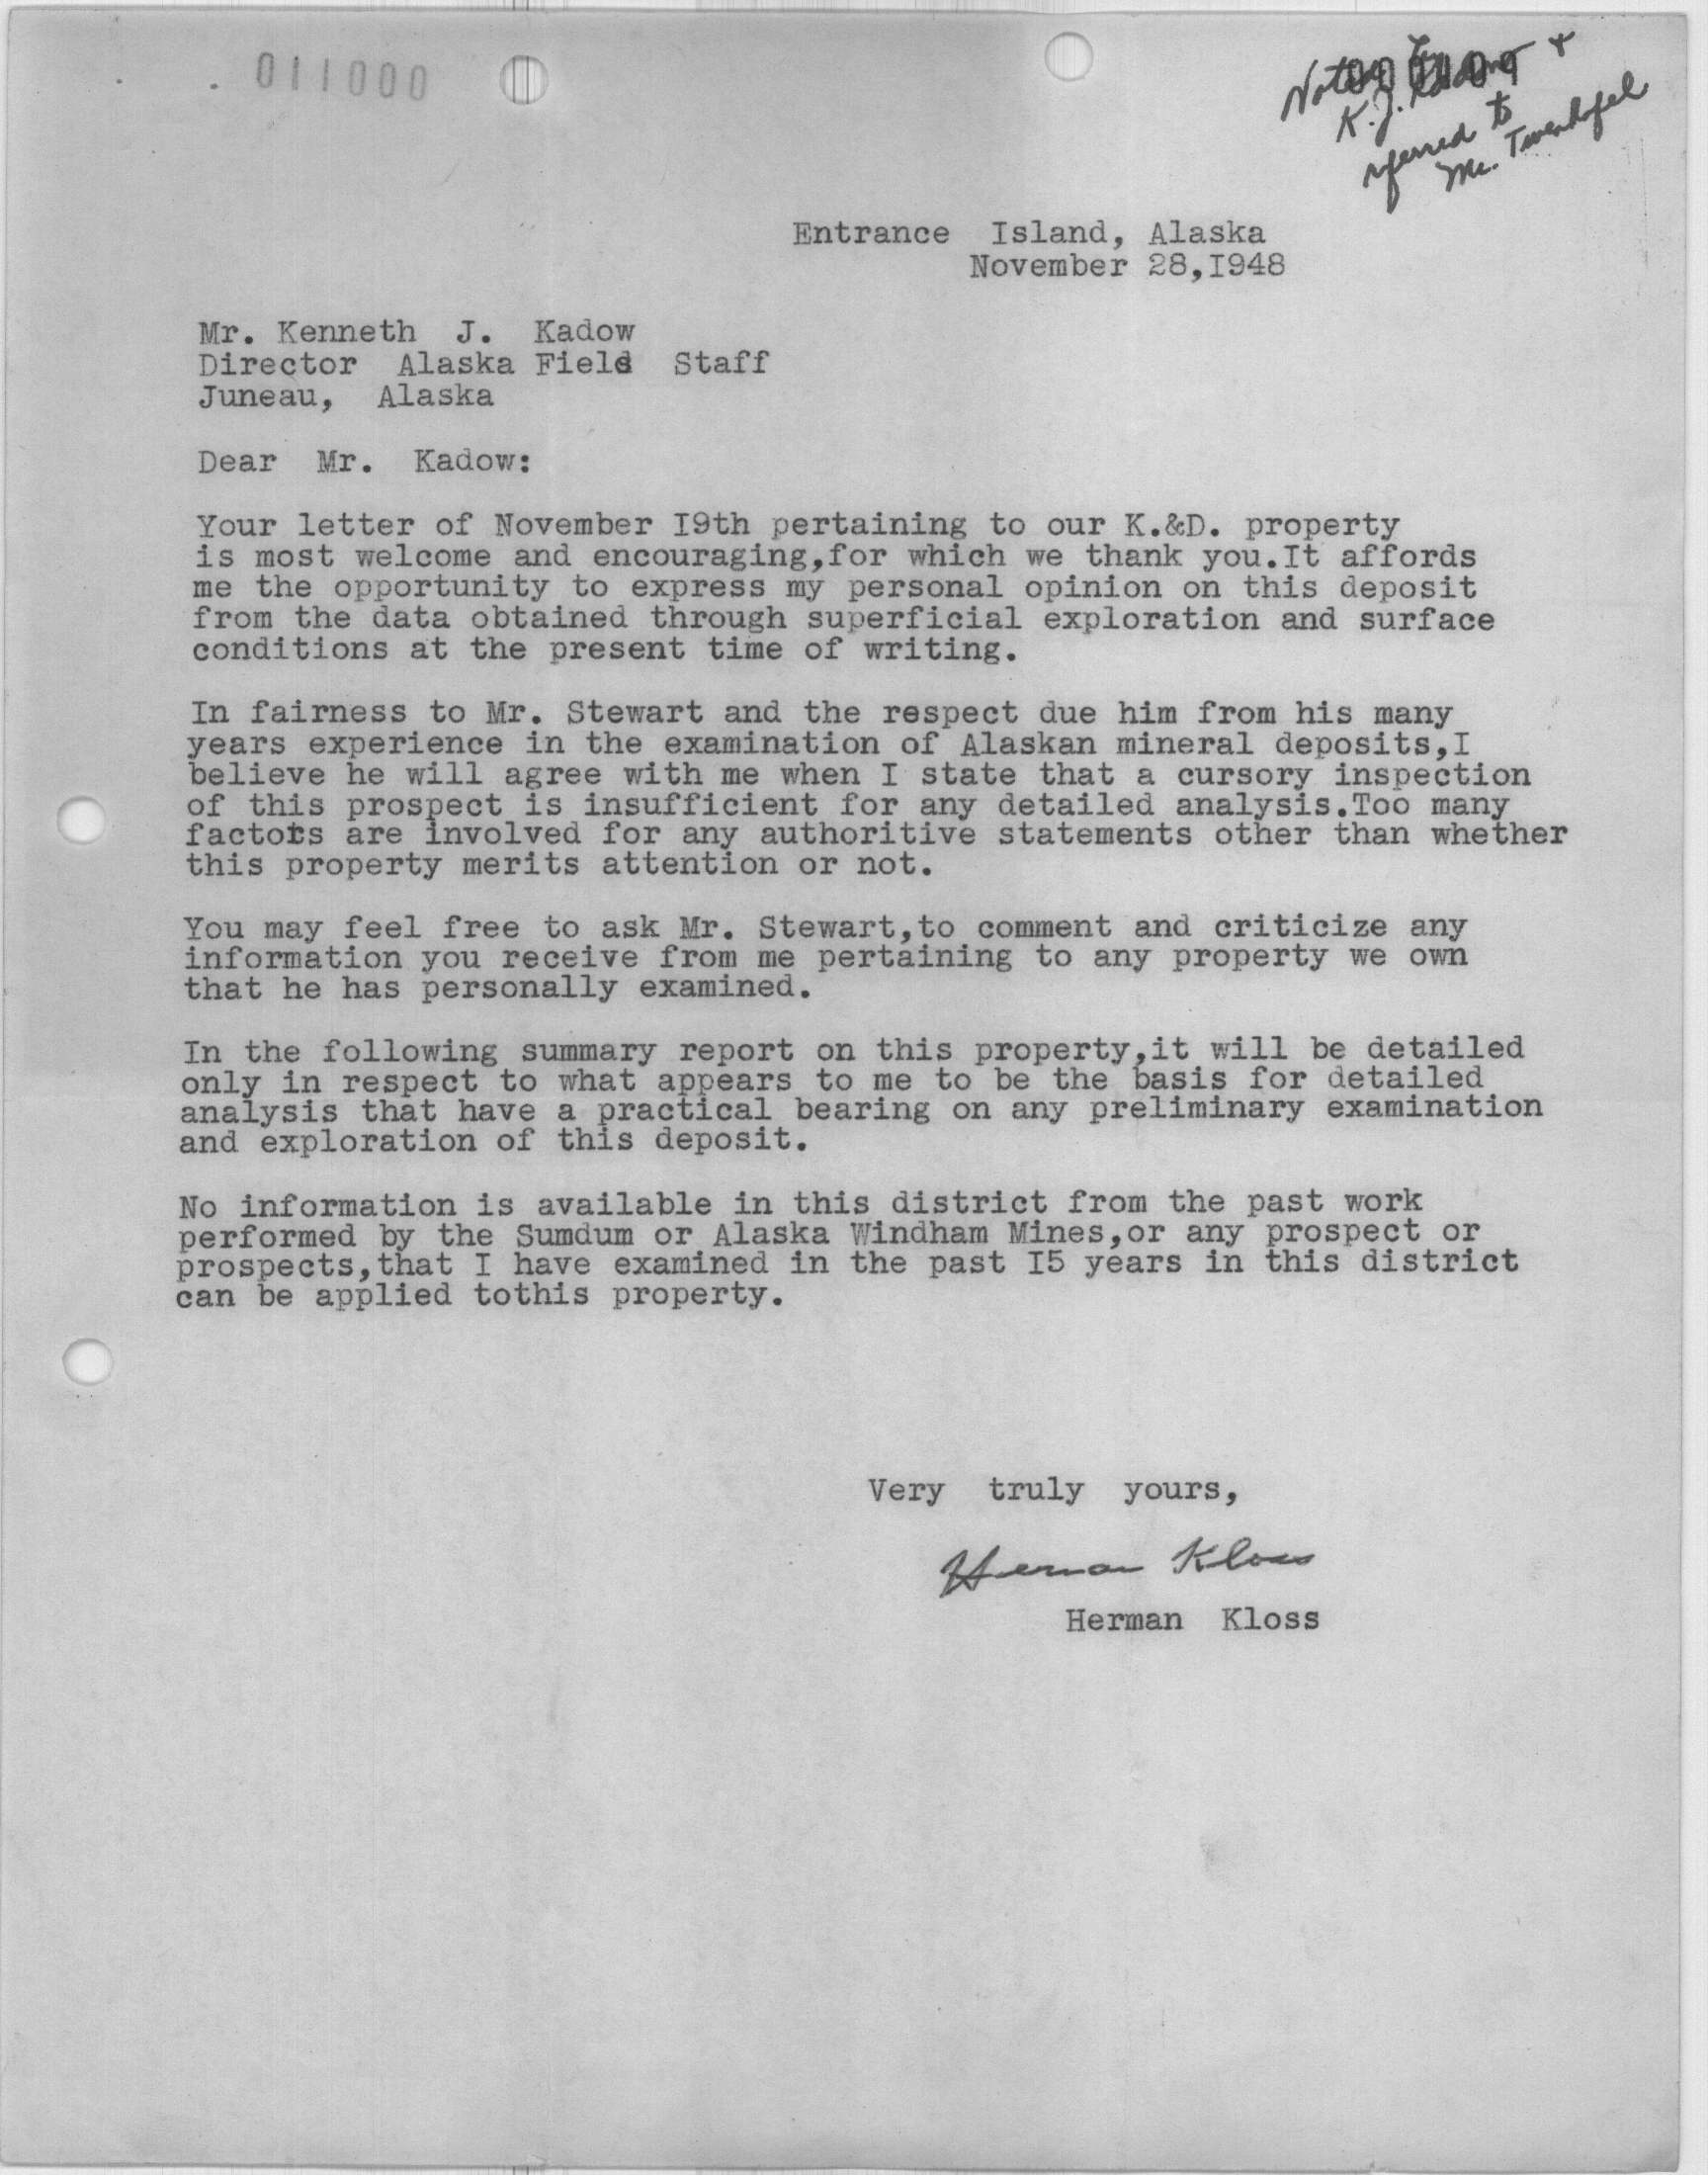 011000
Noted by
K. J. Kadow &
referred to
Mr. Twenhofel
Entrance Island, Alaska
November 28,I948
Mr. Kenneth J. Kadow
Director Alaska Field Staff
Juneau, Alaska
Dear Mr. Kadow:
Your letter of November I9th pertaining to our K.&D. property
is most welcome and encouraging,for which we thank you.It affords
me the opportunity to express my personal opinion on this deposit
from the data obtained through superficial exploration and surface
conditions at the present time of writing.
In fairness to Mr. Stewart and the respect due him from his many
years experience in the examination of Alaskan mineral deposits,I
believe he will agree with me when I state that a cursory inspection
of this prospect is insufficient for any detailed analysis.Too many
factors are involved for any authoritive statements other than whether
this property merits attention or not.
You may feel free to ask Mr. Stewart,to comment and criticize any
information you receive from me pertaining to any property we own
that he has personally examined.
In the following summary report on this property,it will be detailed
only in respect to what appears to me to be the basis for detailed
analysis that have a practical bearing on any preliminary examination
and exploration of this deposit.
No information is available in this district from the past work
performed by the Sumdum or Alaska Windham Mines,or any prospect or
prospects,that I have examined in the past I5 years in this district
can be applied tothis property.
Very truly yours,
Herman Kloss
Herman Kloss